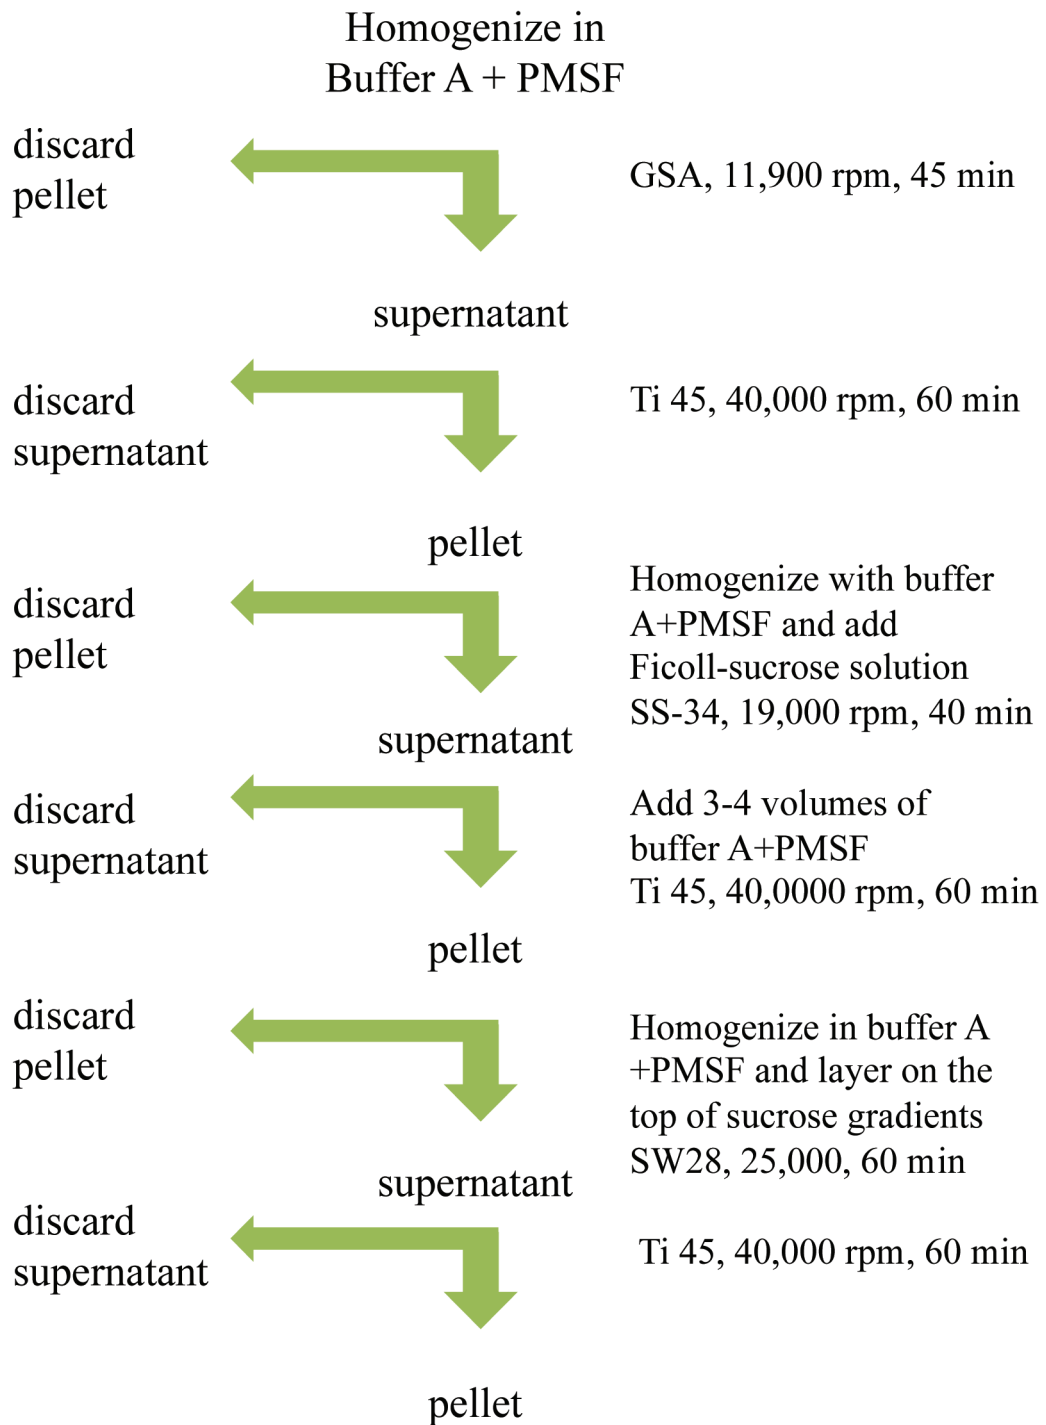 Homogenize in
Buffer A + PMSF
discard
pellet
GSA, 11,900 rpm, 45 min
supernatant
discard
supernatant
Ti 45, 40,000 rpm, 60 min
pellet
discard
pellet
Homogenize with buffer
A+PMSF and add
Ficoll-sucrose solution
SS-34, 19,000 rpm, 40 min
supernatant
discard
supernatant
Add 3-4 volumes of
buffer A+PMSF
Ti 45, 40,0000 rpm, 60 min
pellet
discard
pellet
Homogenize in buffer A
+PMSF and layer on the
top of sucrose gradients
SW28, 25,000, 60 min
supernatant
discard
supernatant
Ti 45, 40,000 rpm, 60 min
pellet